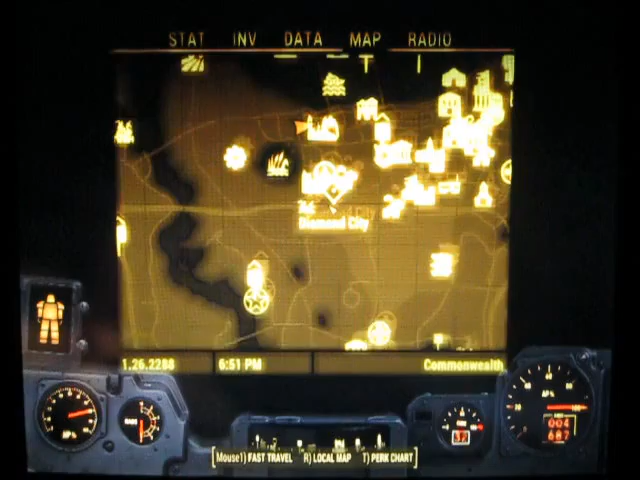 STAT INV DATA MAP RADIO
Diamond City
1.26.2288 6:51 PM Commonwealth
[Mouse1) FAST TRAVEL R) LOCAL MAP T) PERK CHART]